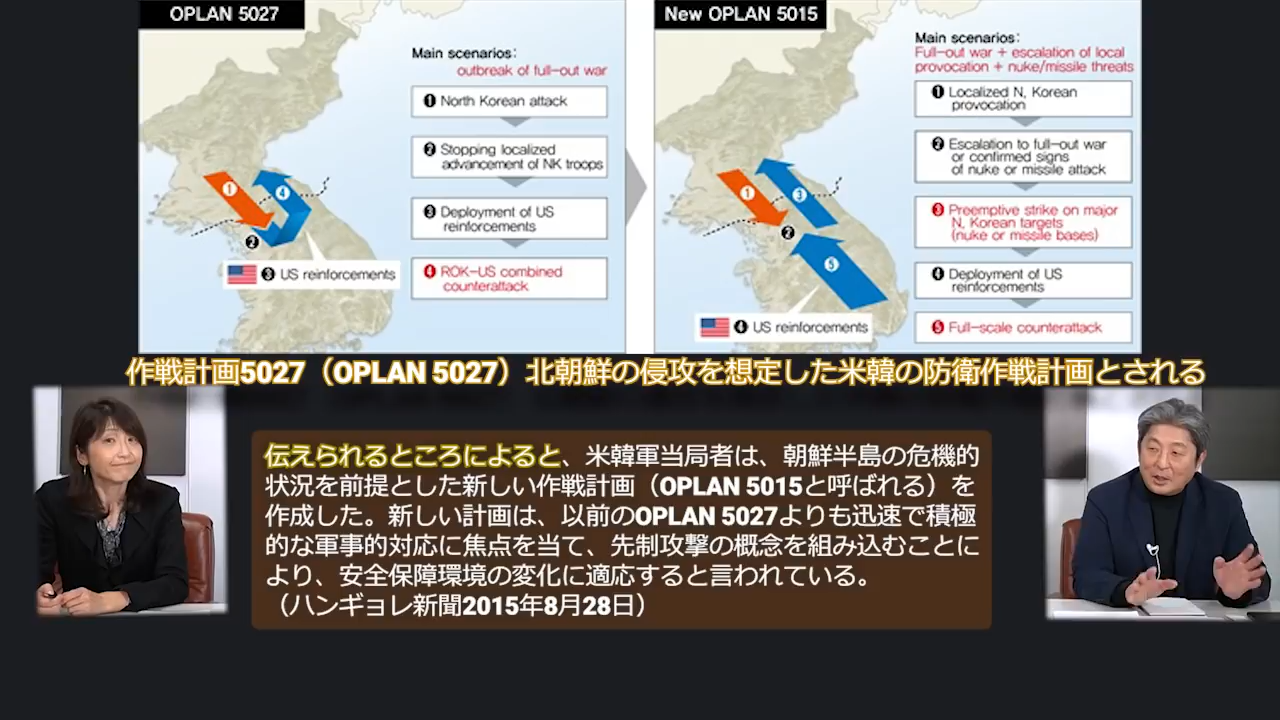 OPLAN 5027
Main scenarios:
outbreak of full-out war
❶ North Korean attack
❷ Stopping localized
advancement of NK troops
❸ Deployment of US
reinforcements
❹ ROK-US combined
counterattack
1
4
2
❸ US reinforcements
New OPLAN 5015
Main scenarios:
Full-out war + escalation of local
provocation + nuke/missile threats
❶ Localized N, Korean
provocation
❷ Escalation to full-out war
or confirmed signs
of nuke or missile attack
❸ Preemptive strike on major
N, Korean targets
(nuke or missile bases)
❹ Deployment of US
reinforcements
❺ Full-scale counterattack
1
3
2
5
❹ US reinforcements
作戦計画5027（OPLAN 5027）北朝鮮の侵攻を想定した米韓の防衛作戦計画とされる
伝えられるところによると、米韓軍当局者は、朝鮮半島の危機的
状況を前提とした新しい作戦計画（OPLAN 5015と呼ばれる）を
作成した。新しい計画は、以前のOPLAN 5027よりも迅速で積極
的な軍事的対応に焦点を当て、先制攻撃の概念を組み込むことに
より、安全保障環境の変化に適応すると言われている。
（ハンギョレ新聞2015年8月28日）